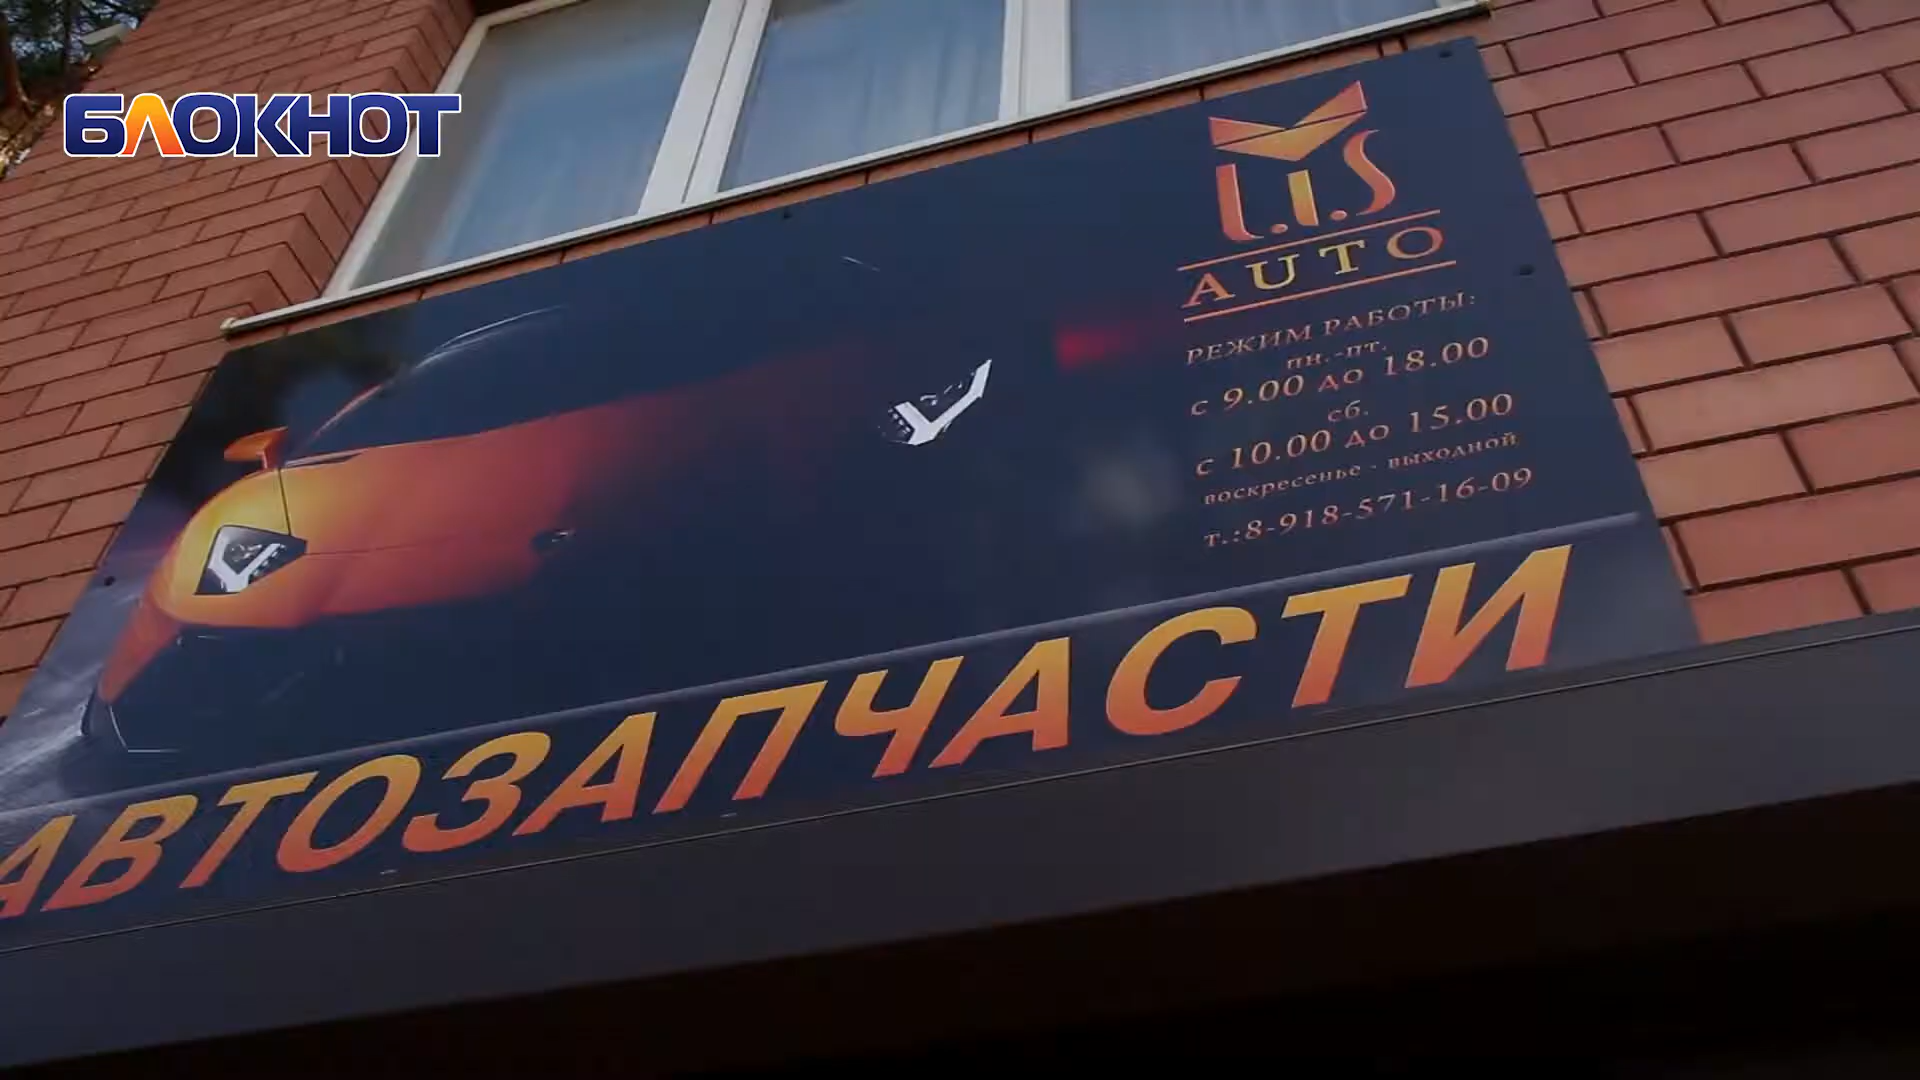 БЛОКНОТ
L.I.S
AUTO
РЕЖИМ РАБОТЫ:
пн.-пт.
с 9.00 до 18.00
сб.
с 10.00 до 15.00
воскресенье - выходной
т.:8-918-571-16-09
АВТОЗАПЧАСТИ